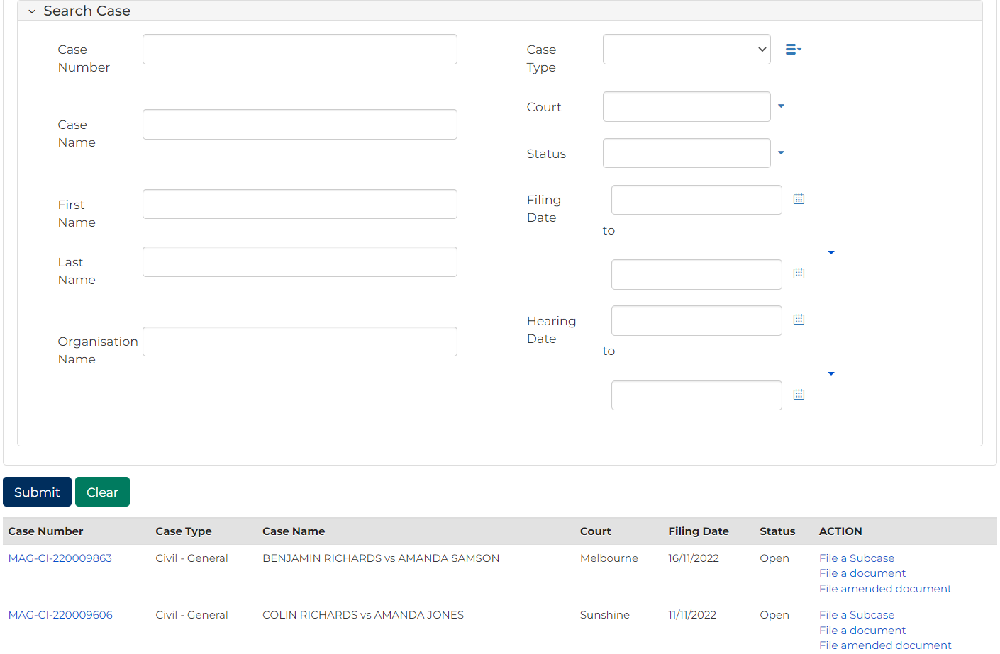 Search Case
Case
Number
Case
Name
First
Name
Last
Name
Organisation
Name
Case
Type
Court
Status
Filing
Date
to
Hearing
Date
to
Submit Clear
Case Number Case Type Case Name Court Filing Date Status ACTION
MAG-CI-220009863 Civil - General BENJAMIN RICHARDS vs AMANDA SAMSON Melbourne 16/11/2022 Open File a Subcase
File a document
File amended document
MAG-CI-220009606 Civil - General COLIN RICHARDS vs AMANDA JONES Sunshine 11/11/2022 Open File a Subcase
File a document
File amended document